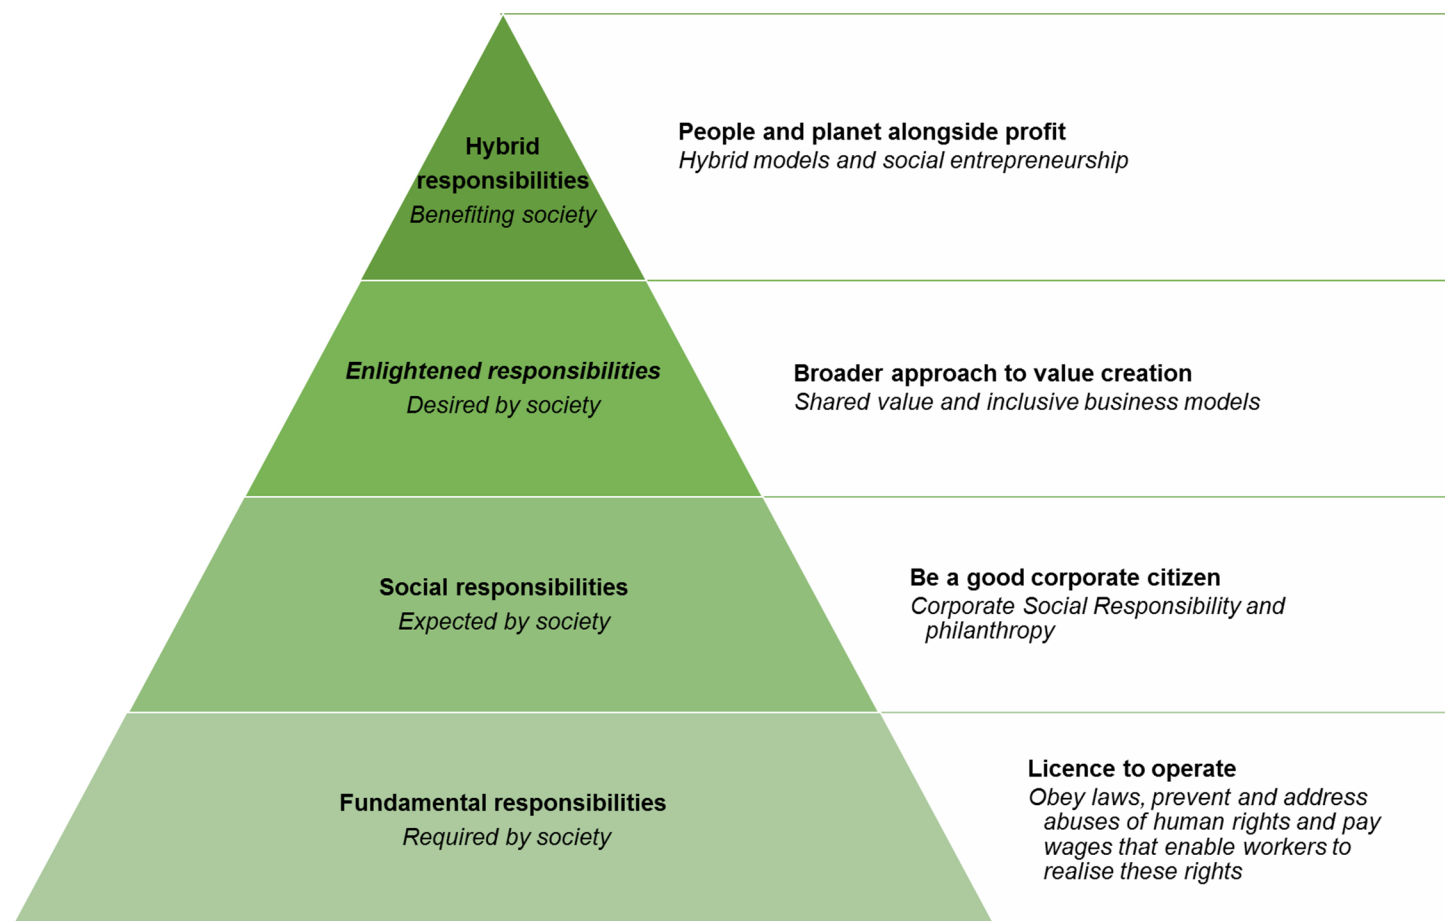 Hybrid
responsibilities
Benefiting society
People and planet alongside profit
Hybrid models and social entrepreneurship
Enlightened responsibilities
Desired by society
Broader approach to value creation
Shared value and inclusive business models
Social responsibilities
Expected by society
Be a good corporate citizen
Corporate Social Responsibility and
philanthropy
Fundamental responsibilities
Required by society
Licence to operate
Obey laws, prevent and address
abuses of human rights and pay
wages that enable workers to
realise these rights